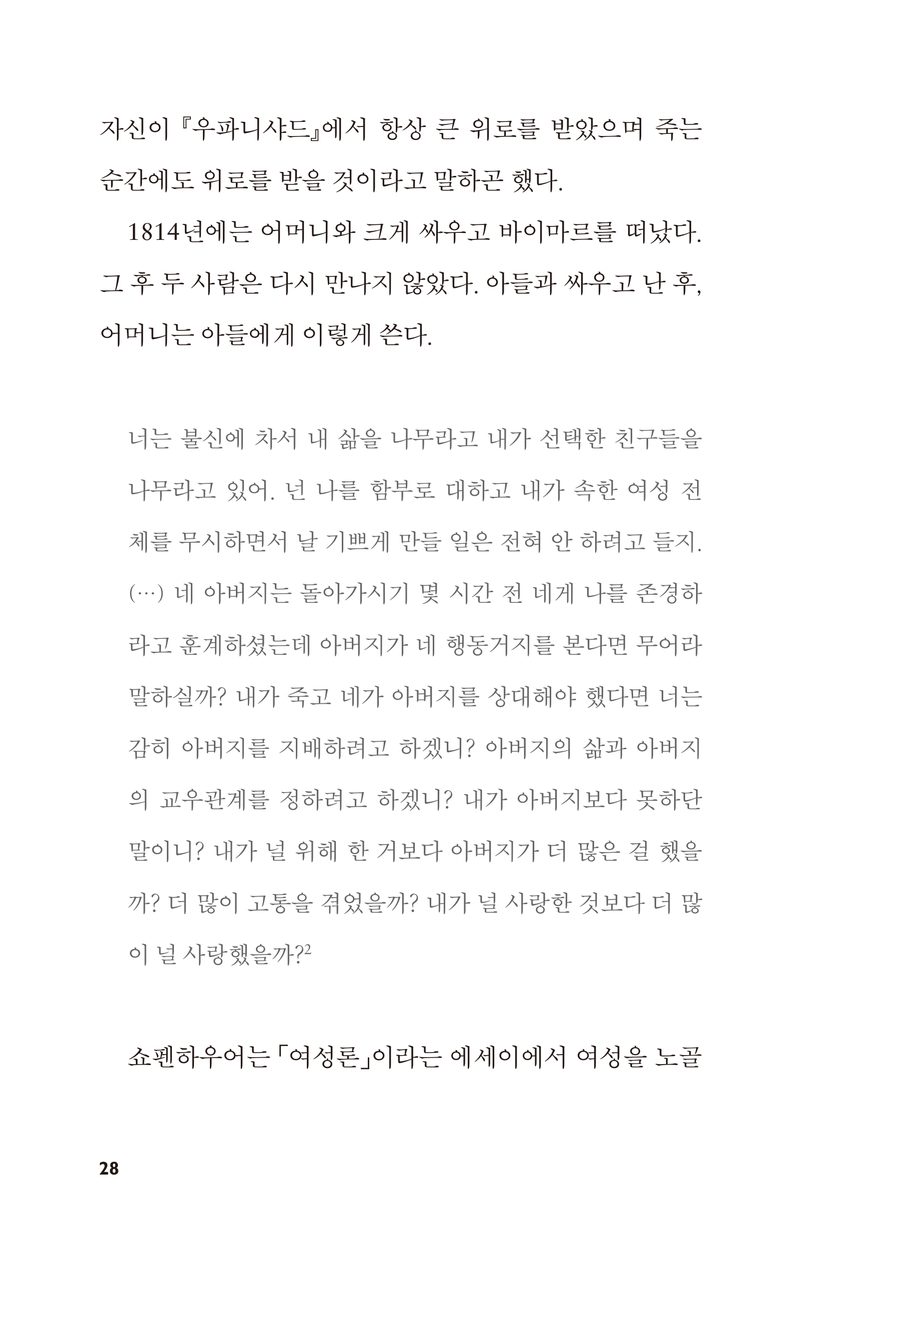 자신이 『우파니샤드』에서 항상 큰 위로를 받았으며 죽는
순간에도 위로를 받을 것이라고 말하곤 했다.
1814년에는 어머니와 크게 싸우고 바이마르를 떠났다.
그 후 두 사람은 다시 만나지 않았다. 아들과 싸우고 난 후,
어머니는 아들에게 이렇게 쓴다.
너는 불신에 차서 내 삶을 나무라고 내가 선택한 친구들을
나무라고 있어. 넌 나를 함부로 대하고 내가 속한 여성 전
체를 무시하면서 날 기쁘게 만들 일은 전혀 안 하려고 들지.
(…) 네 아버지는 돌아가시기 몇 시간 전 네게 나를 존경하
라고 훈계하셨는데 아버지가 네 행동거지를 본다면 무어라
말하실까? 내가 죽고 네가 아버지를 상대해야 했다면 너는
감히 아버지를 지배하려고 하겠니? 아버지의 삶과 아버지
의 교우관계를 정하려고 하겠니? 내가 아버지보다 못하단
말이니? 내가 널 위해 한 거보다 아버지가 더 많은 걸 했을
까? 더 많이 고통을 겪었을까? 내가 널 사랑한 것보다 더 많
이 널 사랑했을까?²
쇼펜하우어는 「여성론」이라는 에세이에서 여성을 노골
28